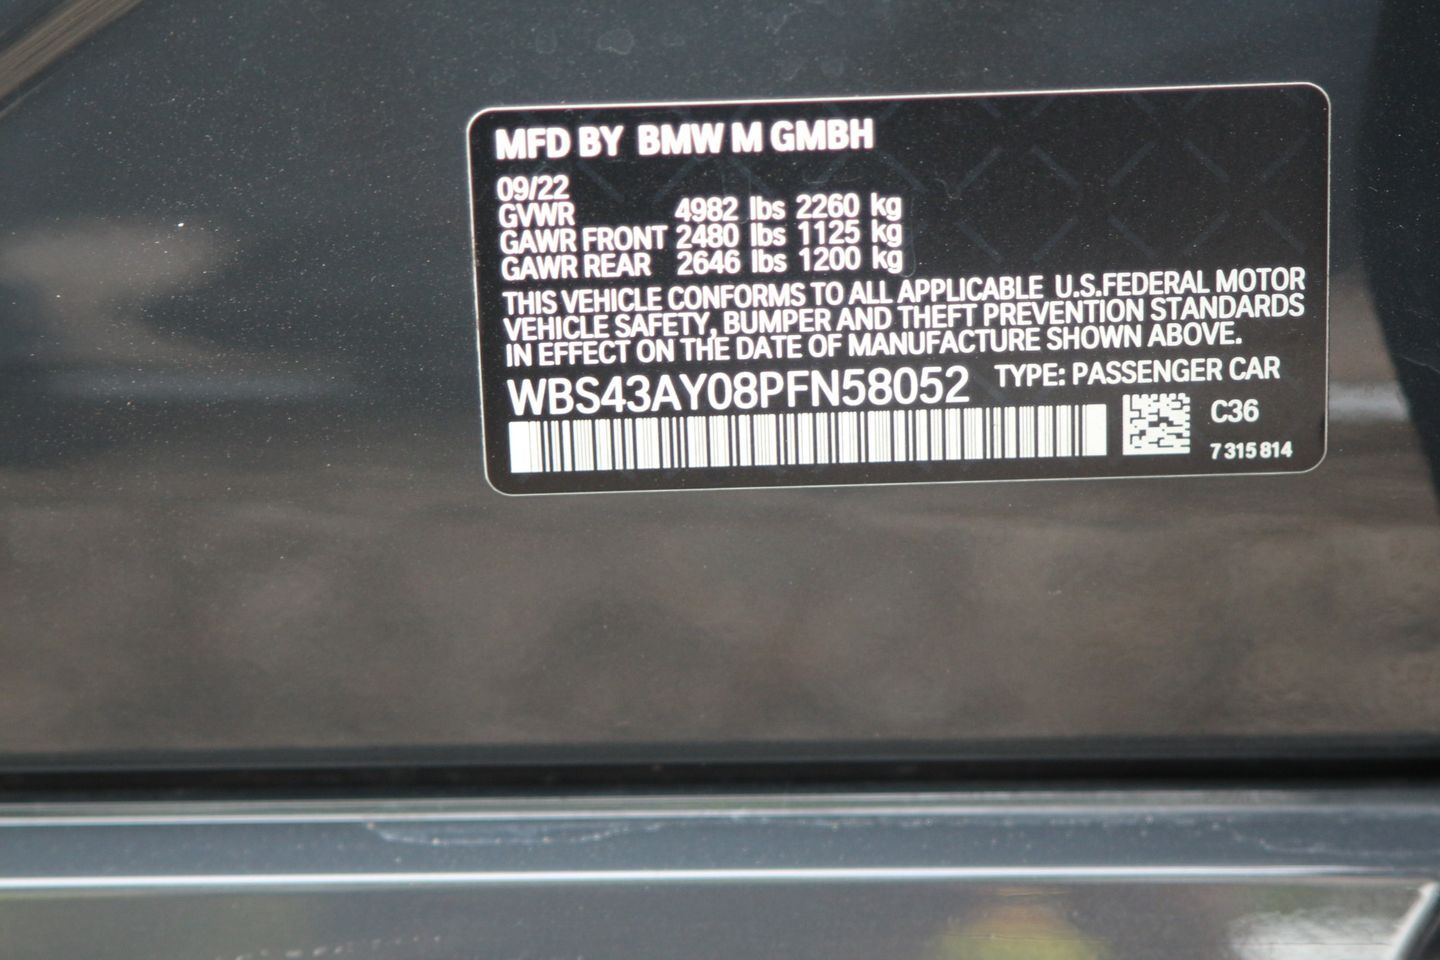 MFD BY BMW M GMBH
09/22
GVWR 4982 lbs 2260 kg
GAWR FRONT 2480 lbs 1125 kg
GAWR REAR 2646 lbs 1200 kg
THIS VEHICLE CONFORMS TO ALL APPLICABLE U.S.FEDERAL MOTOR
VEHICLE SAFETY, BUMPER AND THEFT PREVENTION STANDARDS
IN EFFECT ON THE DATE OF MANUFACTURE SHOWN ABOVE.
WBS43AY08PFN58052 TYPE: PASSENGER CAR
C36
7 315 814